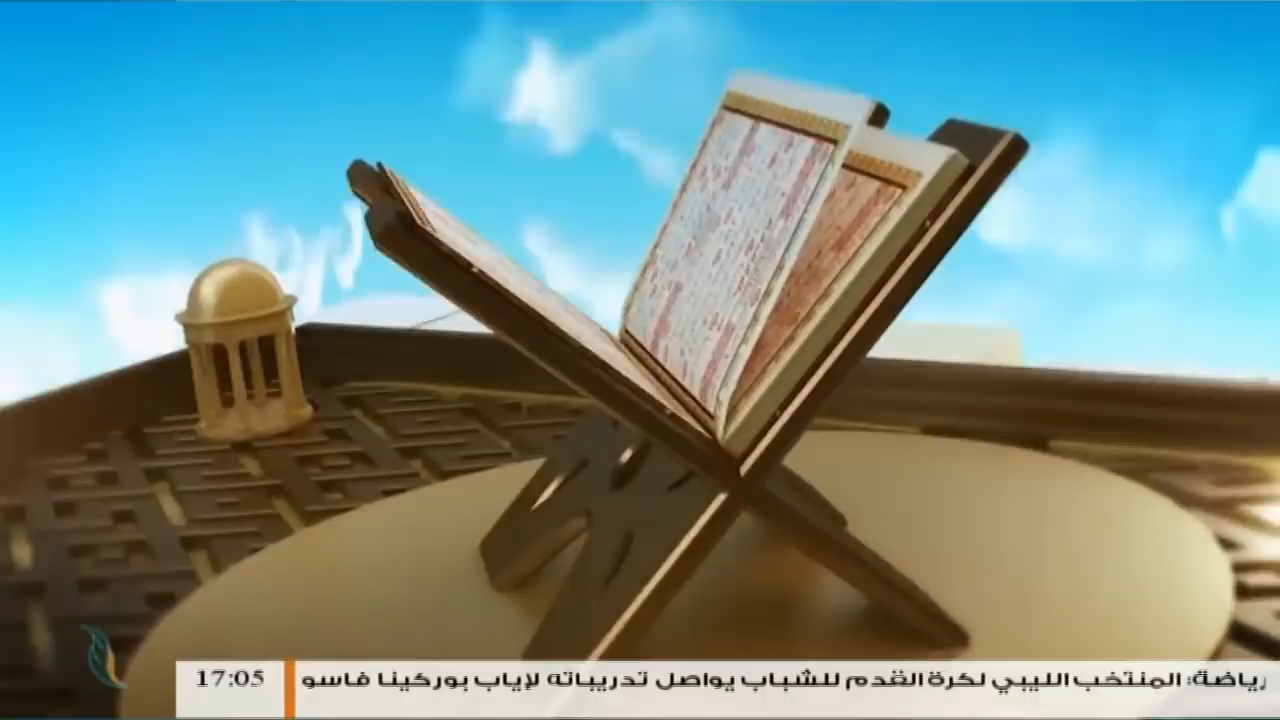 17:05
رياضة: المنتخب الليبي لكرة القدم للشباب يواصل تدريباته لإياب بوركينا فاسو